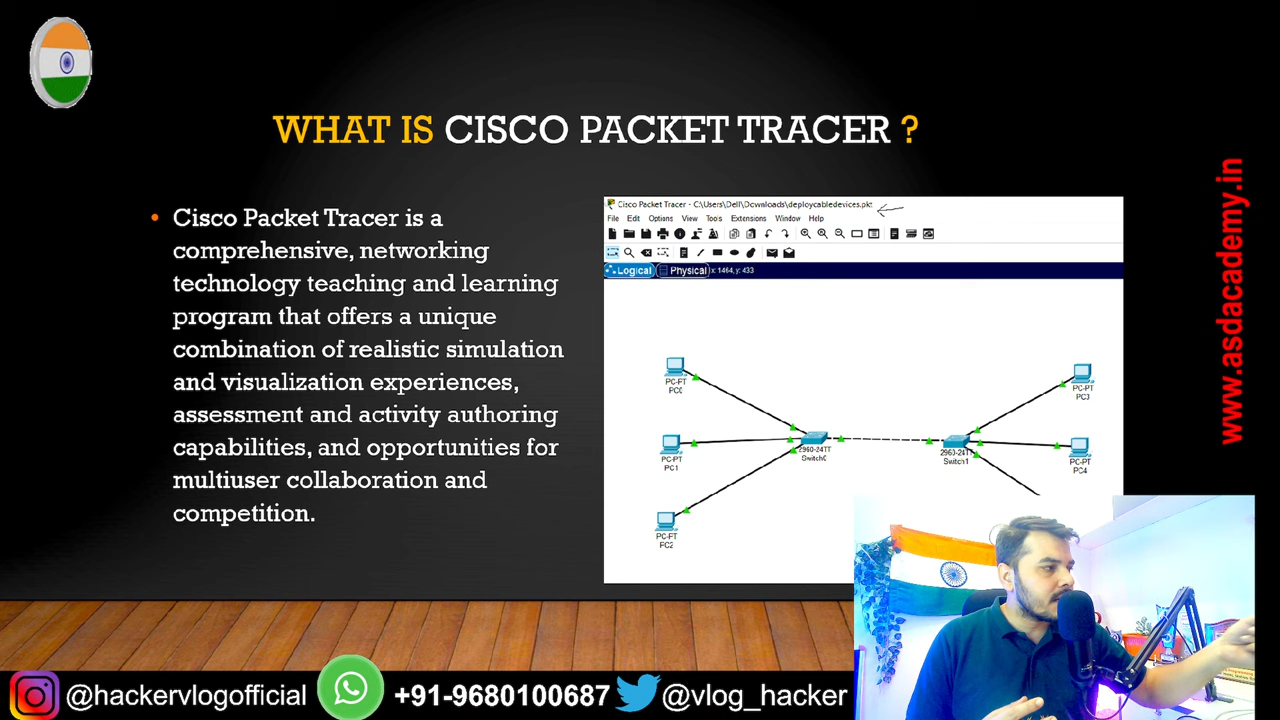 WHAT IS CISCO PACKET TRACER ?
• Cisco Packet Tracer is a
comprehensive, networking
technology teaching and learning
program that offers a unique
combination of realistic simulation
and visualization experiences,
assessment and activity authoring
capabilities, and opportunities for
multiuser collaboration and
competition.
Cisco Packet Tracer - C:\Users\Dell\Downloads\deploycabledevices.pkt
File Edit Options View Tools Extensions Window Help
Logical Physical x: 1464, y: 433
PC-PT
PC0
PC-PT
PC3
PC-PT
PC1
2960-24TT
Switch0
2960-24TT
Switch1
PC-PT
PC4
PC-PT
PC2
www.asdacademy.in
@hackervlogofficial +91-9680100687 @vlog_hacker